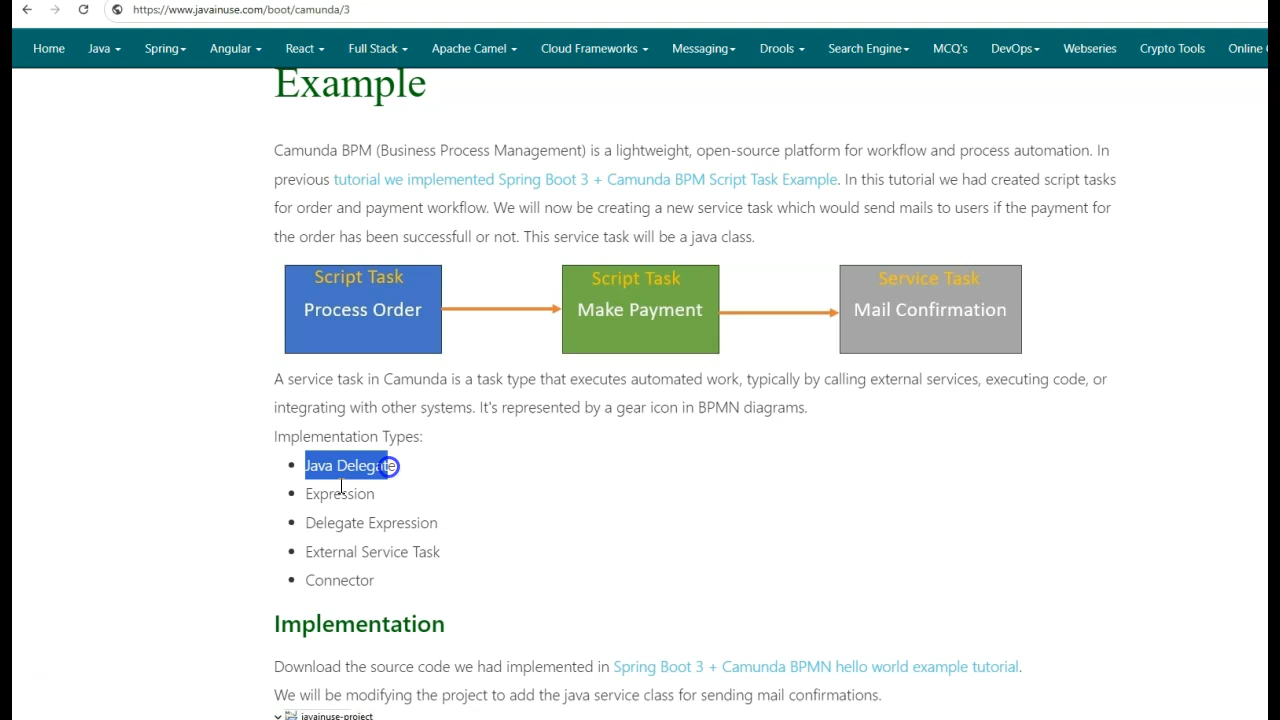 https://www.javainuse.com/boot/camunda/3
Home Java Spring Angular React Full Stack Apache Camel Cloud Frameworks Messaging Drools Search Engine MCQ's DevOps Webseries Crypto Tools Online
Example
Camunda BPM (Business Process Management) is a lightweight, open-source platform for workflow and process automation. In
previous tutorial we implemented Spring Boot 3 + Camunda BPM Script Task Example. In this tutorial we had created script tasks
for order and payment workflow. We will now be creating a new service task which would send mails to users if the payment for
the order has been successfull or not. This service task will be a java class.
Script Task
Process Order
Script Task
Make Payment
Service Task
Mail Confirmation
A service task in Camunda is a task type that executes automated work, typically by calling external services, executing code, or
integrating with other systems. It's represented by a gear icon in BPMN diagrams.
Implementation Types:
Java Delegate
Expression
Delegate Expression
External Service Task
Connector
Implementation
Download the source code we had implemented in Spring Boot 3 + Camunda BPMN hello world example tutorial.
We will be modifying the project to add the java service class for sending mail confirmations.
javainuse-project